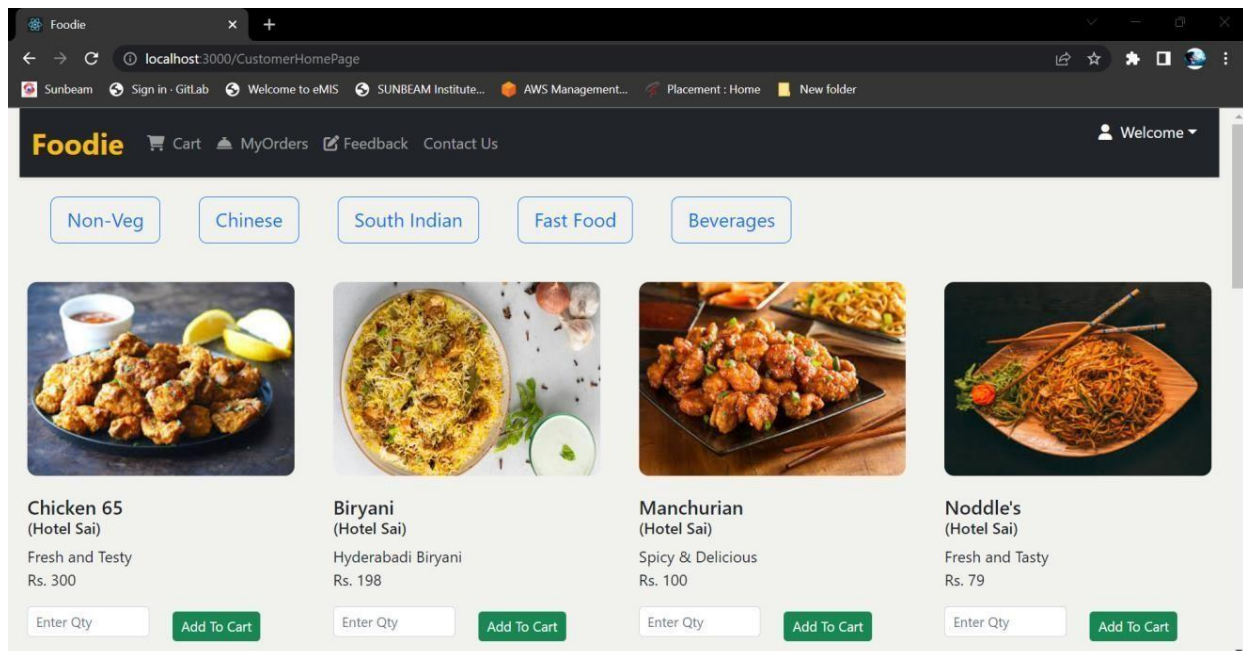 Foodie
localhost:3000/CustomerHomePage
Sunbeam Sign in · GitLab Welcome to eMIS SUNBEAM Institute... AWS Management... Placement : Home New folder
Foodie Cart MyOrders Feedback Contact Us Welcome
Non-Veg Chinese South Indian Fast Food Beverages
Chicken 65 Biryani Manchurian Noddle's
(Hotel Sai) (Hotel Sai) (Hotel Sai) (Hotel Sai)
Fresh and Testy Hyderabadi Biryani Spicy & Delicious Fresh and Tasty
Rs. 300 Rs. 198 Rs. 100 Rs. 79
Enter Qty Add To Cart Enter Qty Add To Cart Enter Qty Add To Cart Enter Qty Add To Cart